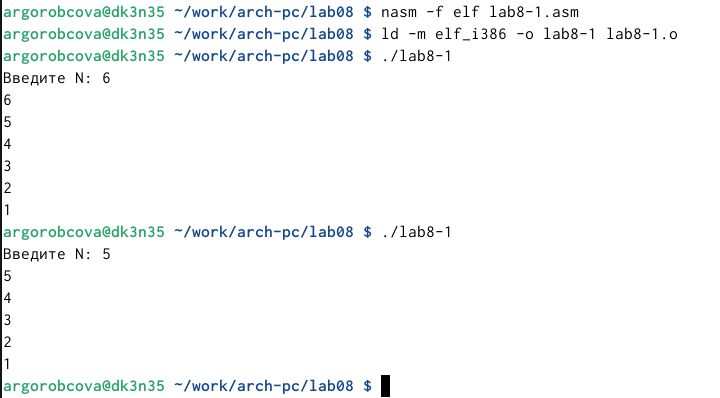 argorobcova@dk3n35 ~/work/arch-pc/lab08 $ nasm -f elf lab8-1.asm
argorobcova@dk3n35 ~/work/arch-pc/lab08 $ ld -m elf_i386 -o lab8-1 lab8-1.o
argorobcova@dk3n35 ~/work/arch-pc/lab08 $ ./lab8-1
Введите N: 6
6
5
4
3
2
1
argorobcova@dk3n35 ~/work/arch-pc/lab08 $ ./lab8-1
Введите N: 5
5
4
3
2
1
argorobcova@dk3n35 ~/work/arch-pc/lab08 $